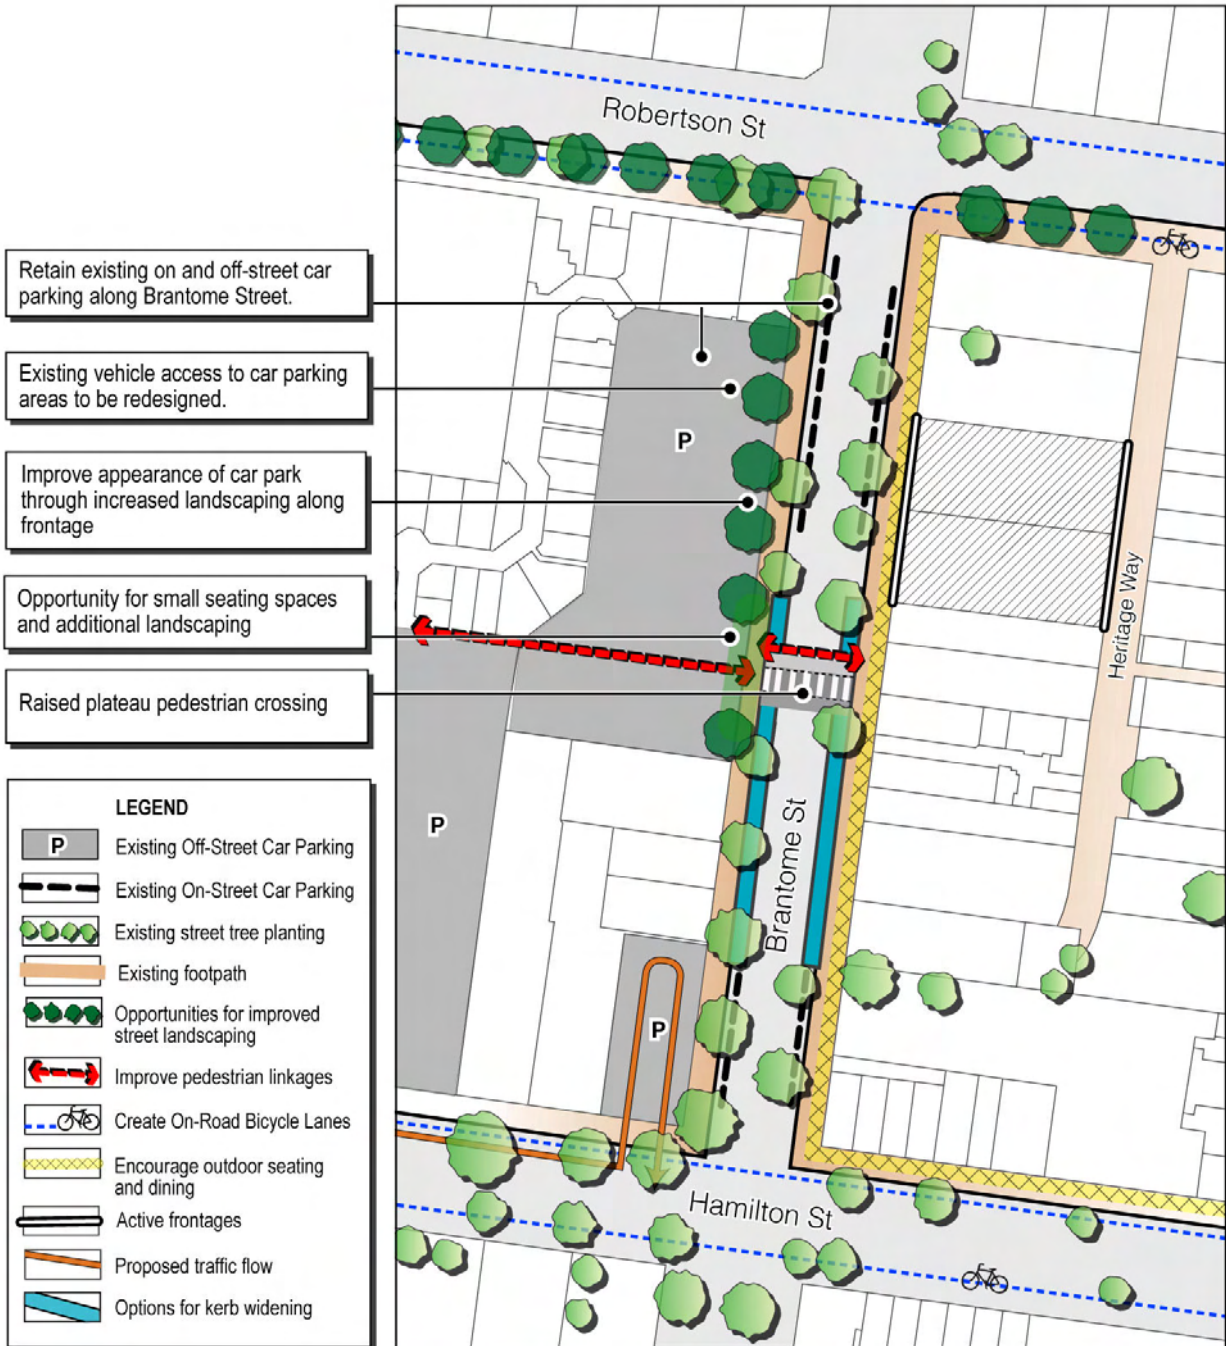 Robertson St
Retain existing on and off-street car
parking along Brantome Street.
Existing vehicle access to car parking
areas to be redesigned.
Improve appearance of car park
through increased landscaping along
frontage
Opportunity for small seating spaces
and additional landscaping
Raised plateau pedestrian crossing
P
P
P
Heritage Way
Brantome St
Hamilton St
LEGEND
P Existing Off-Street Car Parking
Existing On-Street Car Parking
Existing street tree planting
Existing footpath
Opportunities for improved
street landscaping
Improve pedestrian linkages
Create On-Road Bicycle Lanes
Encourage outdoor seating
and dining
Active frontages
Proposed traffic flow
Options for kerb widening